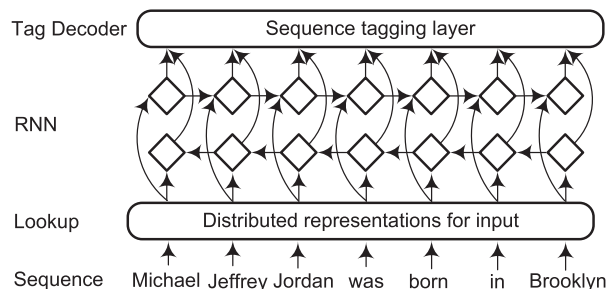 Tag Decoder Sequence tagging layer
RNN
Lookup Distributed representations for input
Sequence Michael Jeffrey Jordan was born in Brooklyn